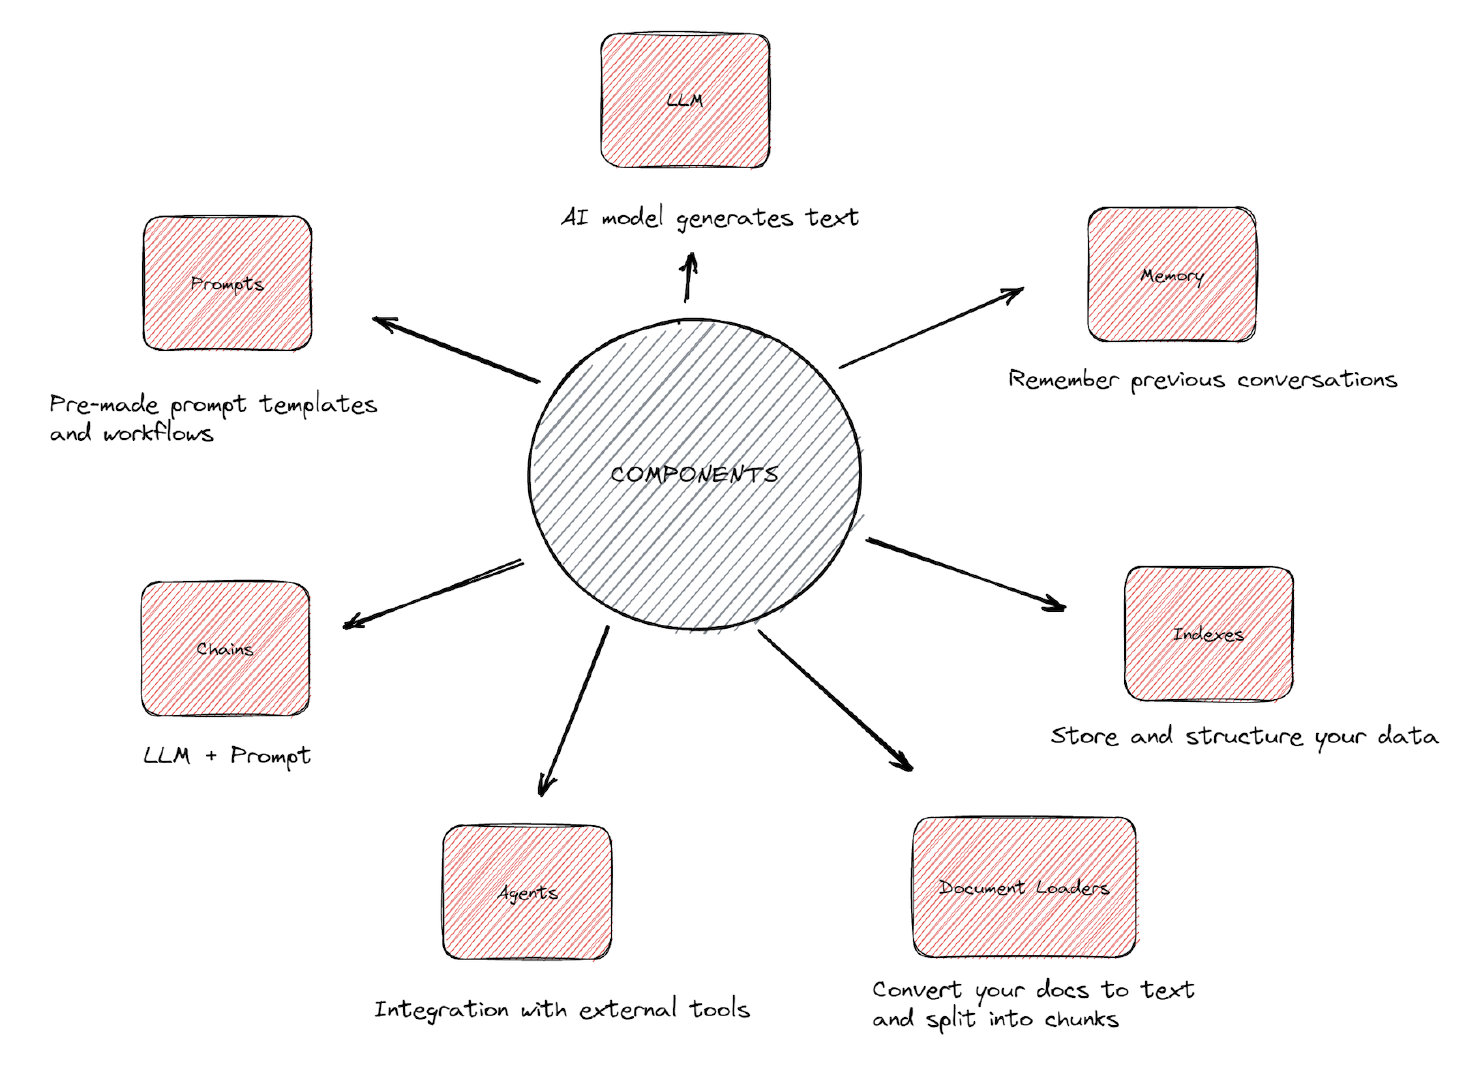 LLM
AI model generates text
Prompts
Pre-made prompt templates
and workflows
Memory
Remember previous conversations
COMPONENTS
Chains
LLM + Prompt
Indexes
Store and structure your data
Agents
Integration with external tools
Document Loaders
Convert your docs to text
and split into chunks